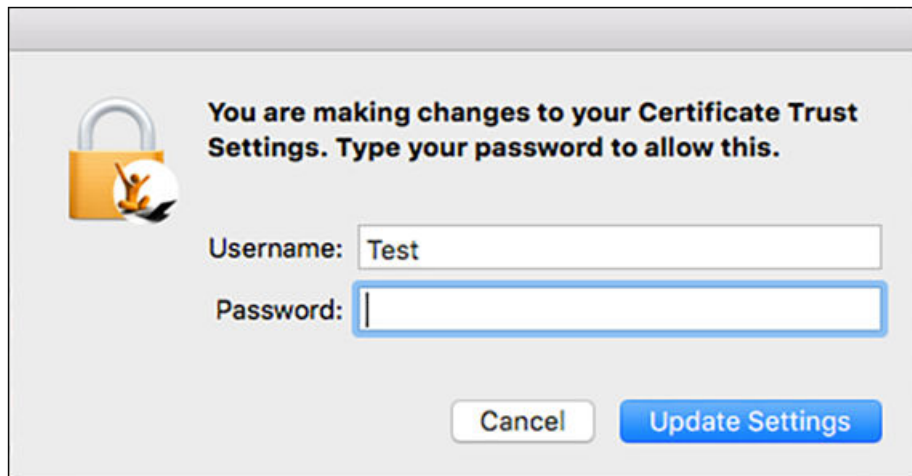 You are making changes to your Certificate Trust
Settings. Type your password to allow this.
Username: Test
Password:
Cancel Update Settings